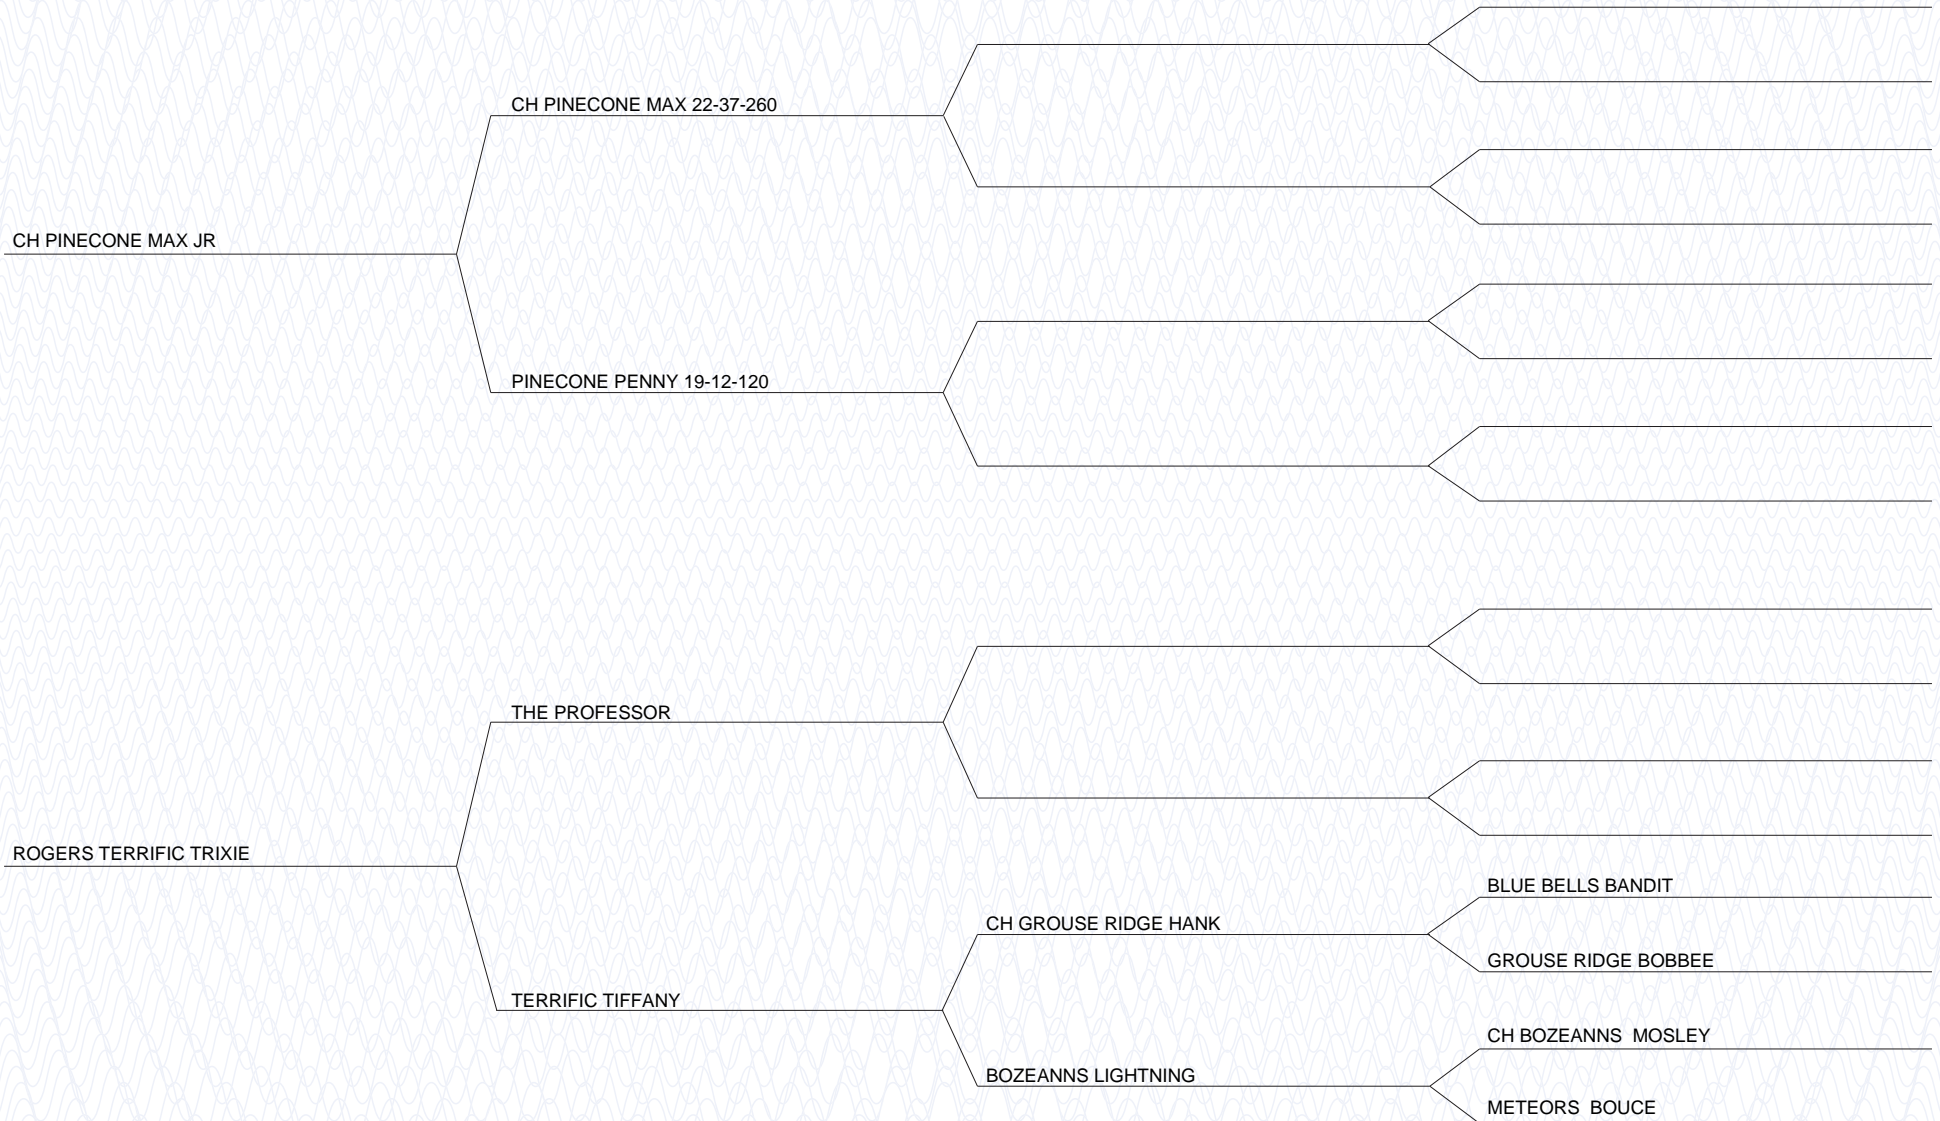 CH PINECONE MAX 22-37-260
CH PINECONE MAX JR
PINECONE PENNY 19-12-120
THE PROFESSOR
ROGERS TERRIFIC TRIXIE
BLUE BELLS BANDIT
CH GROUSE RIDGE HANK
GROUSE RIDGE BOBBEE
TERRIFIC TIFFANY
CH BOZEANNS  MOSLEY
BOZEANNS LIGHTNING
METEORS  BOUCE